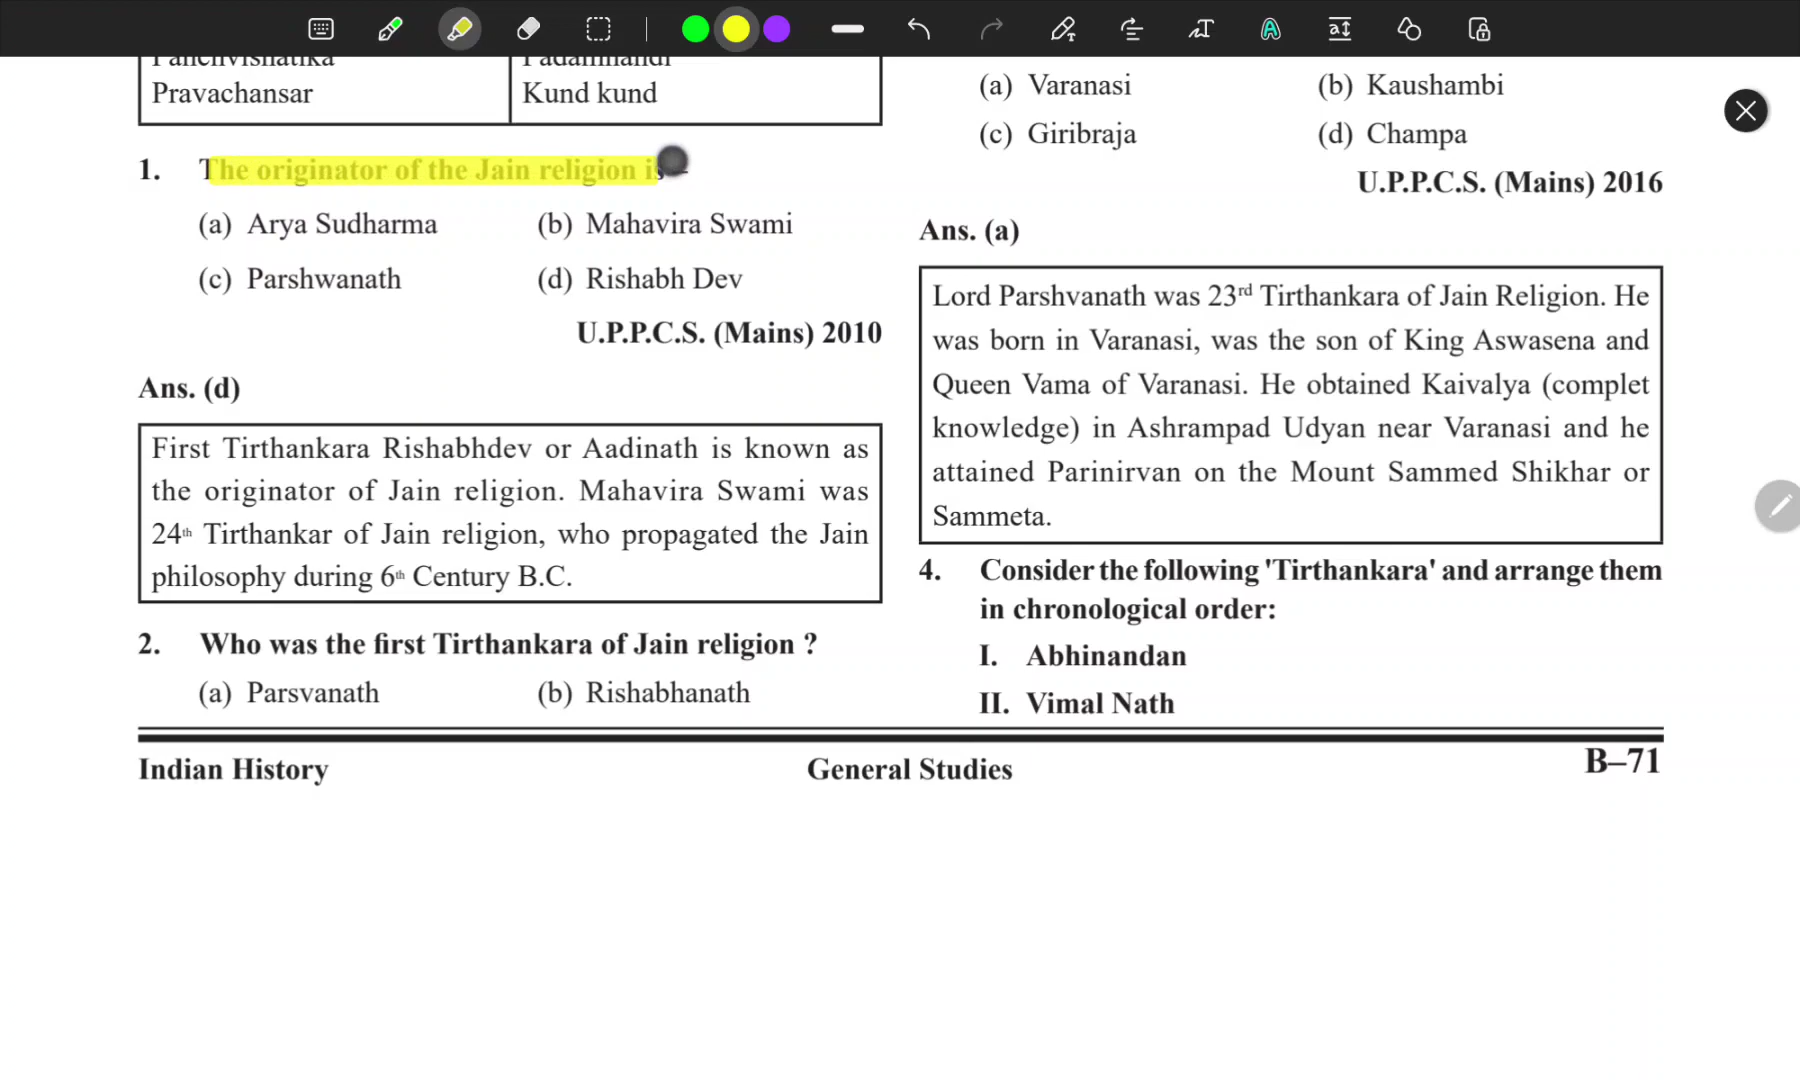 Panchvishatika
Padamnandi
Pravachansar
Kund kund
1. The originator of the Jain religion is–
(a) Arya Sudharma (b) Mahavira Swami
(c) Parshwanath (d) Rishabh Dev
U.P.P.C.S. (Mains) 2010
Ans. (d)
First Tirthankara Rishabhdev or Aadinath is known as
the originator of Jain religion. Mahavira Swami was
24th Tirthankar of Jain religion, who propagated the Jain
philosophy during 6th Century B.C.
2. Who was the first Tirthankara of Jain religion ?
(a) Parsvanath (b) Rishabhanath
(a) Varanasi (b) Kaushambi
(c) Giribraja (d) Champa
U.P.P.C.S. (Mains) 2016
Ans. (a)
Lord Parshvanath was 23rd Tirthankara of Jain Religion. He
was born in Varanasi, was the son of King Aswasena and
Queen Vama of Varanasi. He obtained Kaivalya (complet
knowledge) in Ashrampad Udyan near Varanasi and he
attained Parinirvan on the Mount Sammed Shikhar or
Sammeta.
4. Consider the following 'Tirthankara' and arrange them
in chronological order:
I. Abhinandan
II. Vimal Nath
Indian History General Studies B–71